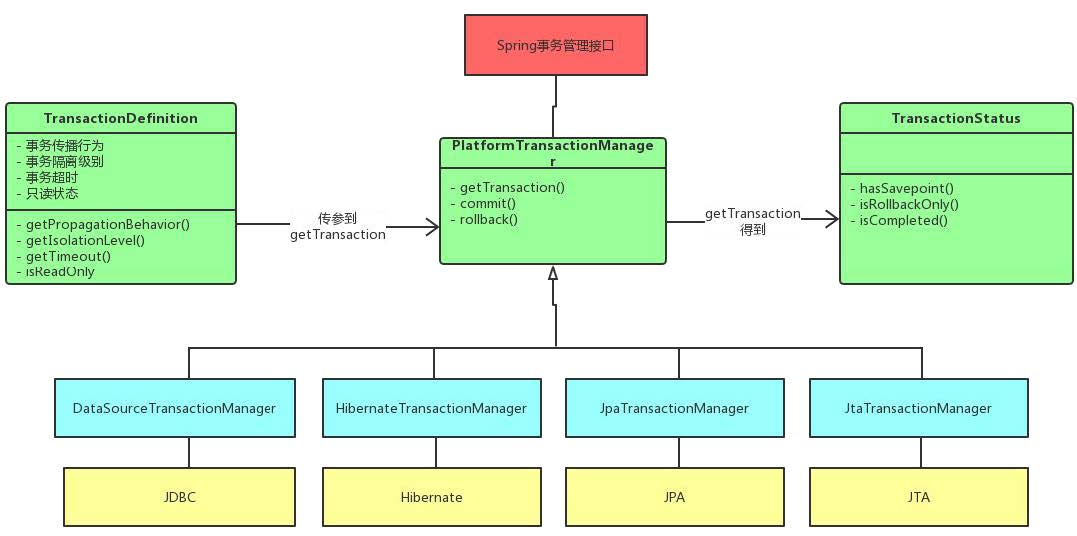 Spring事务管理接口
TransactionDefinition
- 事务传播行为
- 事务隔离级别
- 事务超时
- 只读状态
- getPropagationBehavior()
- getIsolationLevel()
- getTimeout()
- isReadOnly
传参到
getTransaction
PlatformTransactionManage
r
- getTransaction()
- commit()
- rollback()
getTransaction
得到
TransactionStatus
- hasSavepoint()
- isRollbackOnly()
- isCompleted()
DataSourceTransactionManager
HibernateTransactionManager
JpaTransactionManager
JtaTransactionManager
JDBC
Hibernate
JPA
JTA